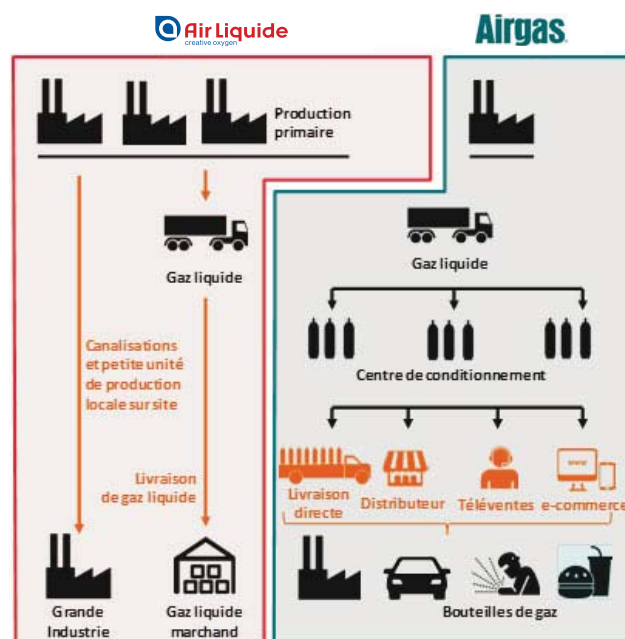 Air Liquide
creative oxygen
Airgas
Production
primaire
Gaz liquide
Gaz liquide
Canalisations
et petite unité
de production
locale sur site
Centre de conditionnement
Livraison
de gaz liquide
www
Livraison
directe
Distributeur
Téléventes
e-commerce
Grande
Industrie
Gaz liquide
marchand
Bouteilles de gaz